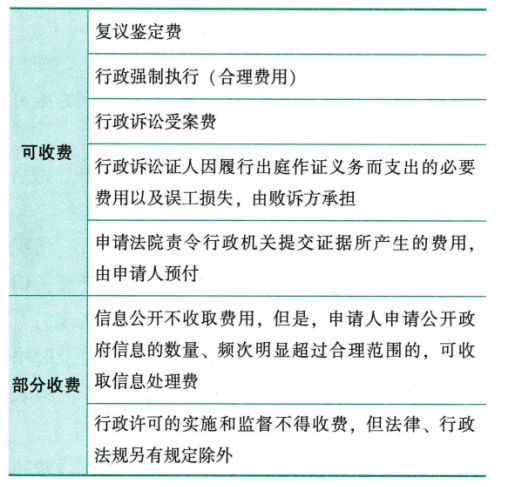 可收费
复议鉴定费
行政强制执行（合理费用）
行政诉讼受案费
行政诉讼证人因履行出庭作证义务而支出的必要
费用以及误工损失，由败诉方承担
申请法院责令行政机关提交证据所产生的费用，
由申请人预付
部分收费
信息公开不收取费用，但是，申请人申请公开政
府信息的数量、频次明显超过合理范围的，可收
取信息处理费
行政许可的实施和监督不得收费，但法律、行政
法规另有规定除外